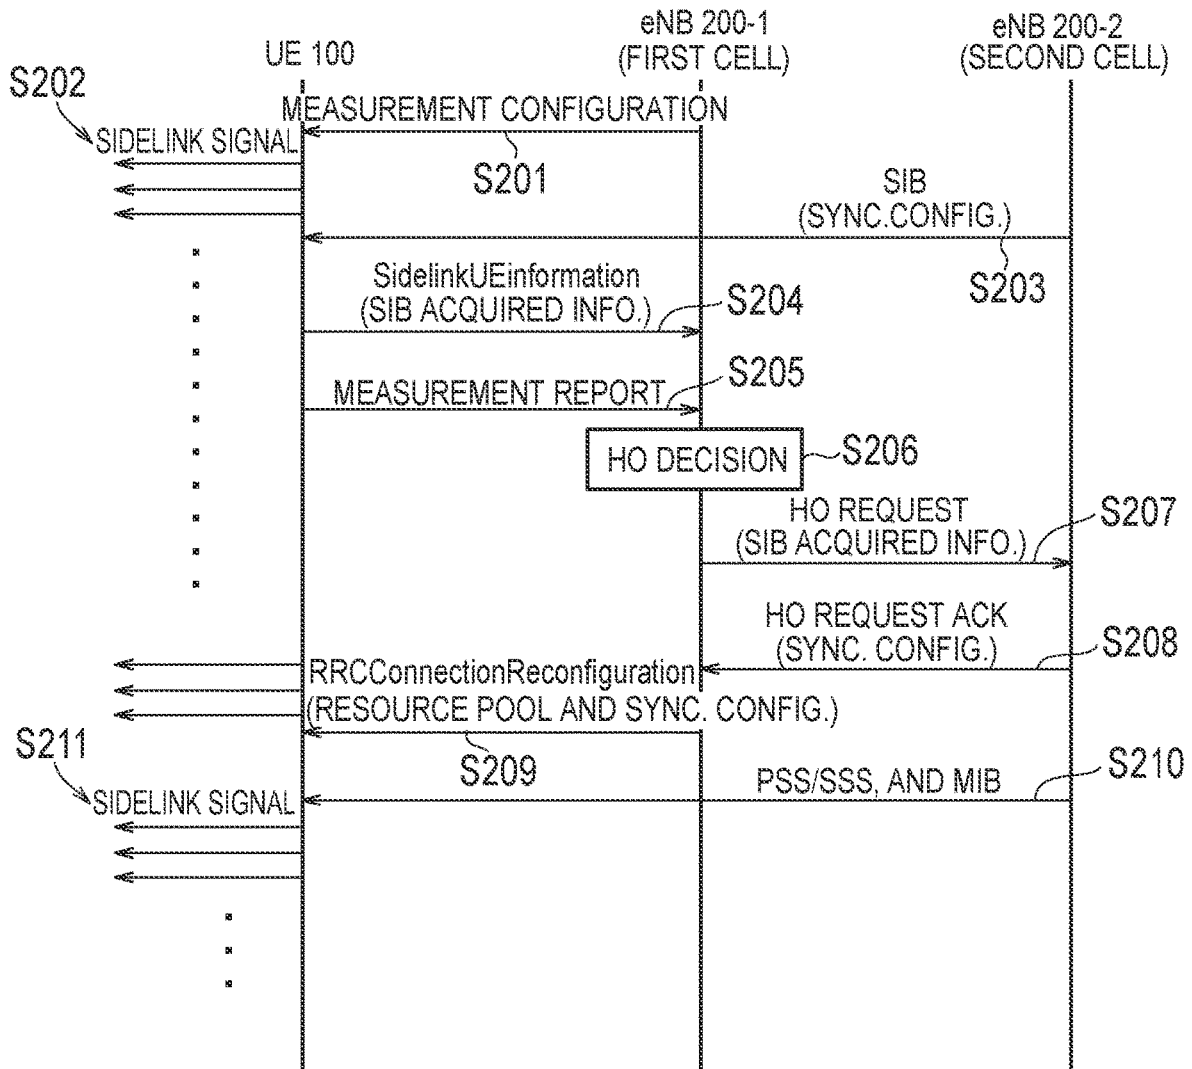 eNB 200-1
(FIRST CELL)
eNB 200-2
(SECOND CELL)
UE 100
S202
MEASUREMENT CONFIGURATION
SIDELINK SIGNAL
S201
SIB
(SYNC.CONFIG.)
S203
SidelinkUEinformation
(SIB ACQUIRED INFO.)
S204
MEASUREMENT REPORT
S205
HO DECISION
S206
HO REQUEST
(SIB ACQUIRED INFO.)
S207
HO REQUEST ACK
(SYNC. CONFIG.)
S208
RRCConnectionReconfiguration
(RESOURCE POOL AND SYNC. CONFIG.)
S209
S211
SIDELINK SIGNAL
PSS/SSS, AND MIB
S210